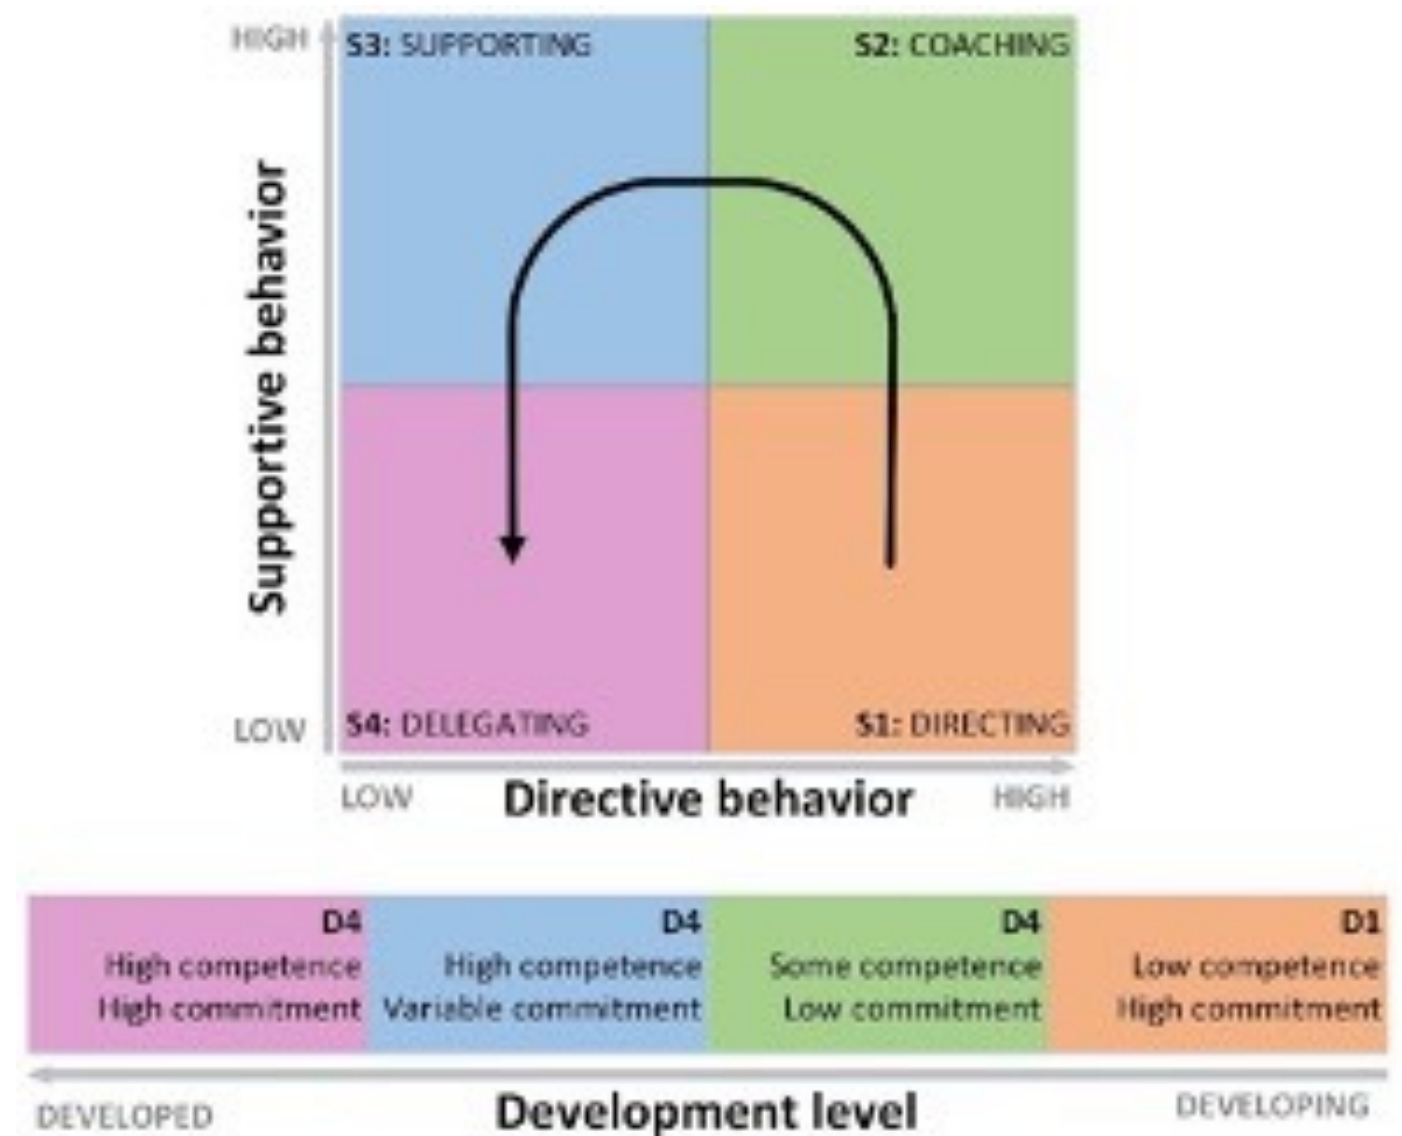 HIGH
S3: SUPPORTING
S2: COACHING
Supportive behavior
LOW
S4: DELEGATING
S1: DIRECTING
LOW
Directive behavior
HIGH
D4
High competence
High commitment
D4
High competence
Variable commitment
D4
Some competence
Low commitment
D1
Low competence
High commitment
DEVELOPED
Development level
DEVELOPING